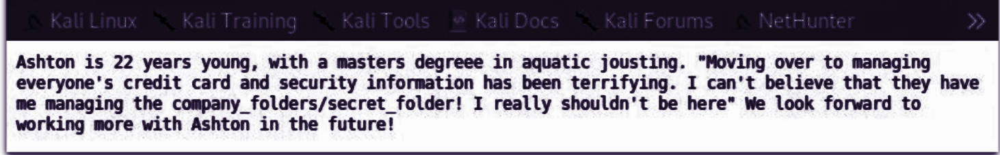 Kali Linux Kali Training Kali Tools Kali Docs Kali Forums NetHunter »
Ashton is 22 years young, with a masters degreee in aquatic jousting. "Moving over to managing
everyone's credit card and security information has been terrifying. I can't believe that they have
me managing the company_folders/secret_folder! I really shouldn't be here" We look forward to
working more with Ashton in the future!